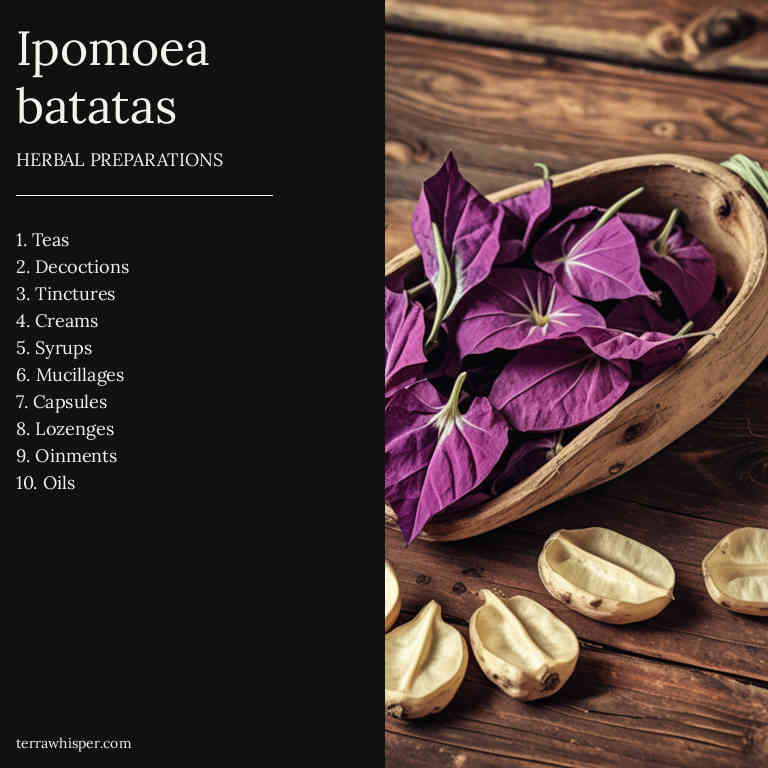 Ipomoea
batatas
HERBAL PREPARATIONS
1. Teas
2. Decoctions
3. Tinctures
4. Creams
5. Syrups
6. Mucillages
7. Capsules
8. Lozenges
9. Oinments
10. Oils
terrawhisper.com